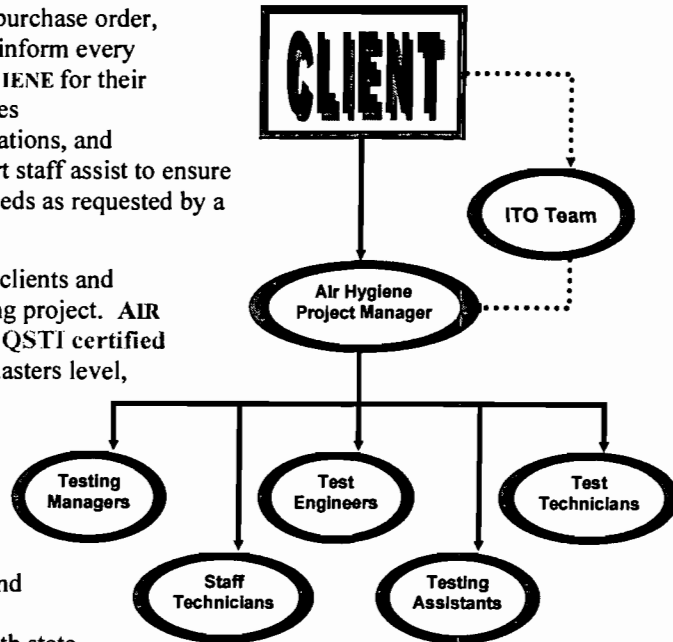 purchase order,
inform every
IENE for their
es
ations, and
t staff assist to ensure
eeds as requested by a
clients and
ng project. AIR
QSTI certified
asters level,
nd
th state
CLIENT
ITO Team
Air Hygiene
Project Manager
Testing
Managers
Test
Engineers
Test
Technicians
Staff
Technicians
Testing
Assistants